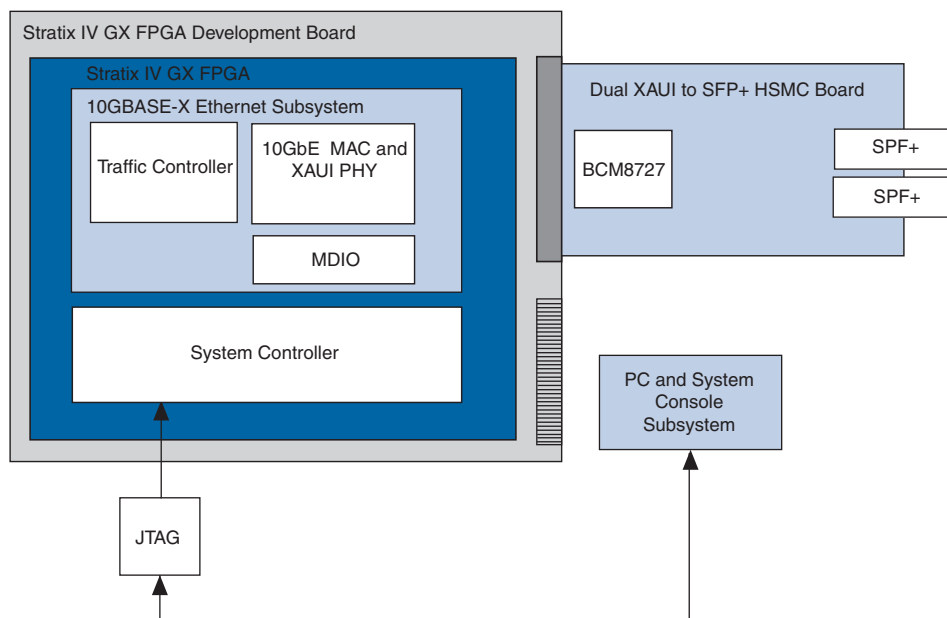 Stratix IV GX FPGA Development Board
Stratix IV GX FPGA
10GBASE-X Ethernet Subsystem
Traffic Controller
10GbE MAC and
XAUI PHY
MDIO
System Controller
JTAG
Dual XAUI to SFP+ HSMC Board
BCM8727
SPF+
SPF+
PC and System
Console
Subsystem